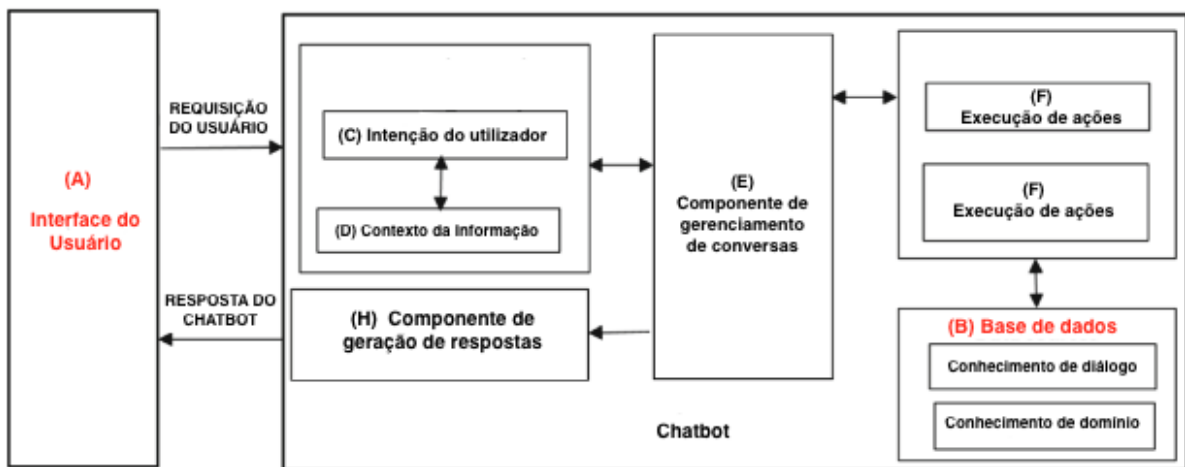 (A)
Interface do
Usuário
REQUISIÇÃO
DO USUÁRIO
RESPOSTA DO
CHATBOT
(C) Intenção do utilizador
(D) Contexto da Informação
(H) Componente de
geração de respostas
(E)
Componente de
gerenciamento
de conversas
(F)
Execução de ações
(F)
Execução de ações
(B) Base de dados
Conhecimento de diálogo
Conhecimento de domínio
Chatbot